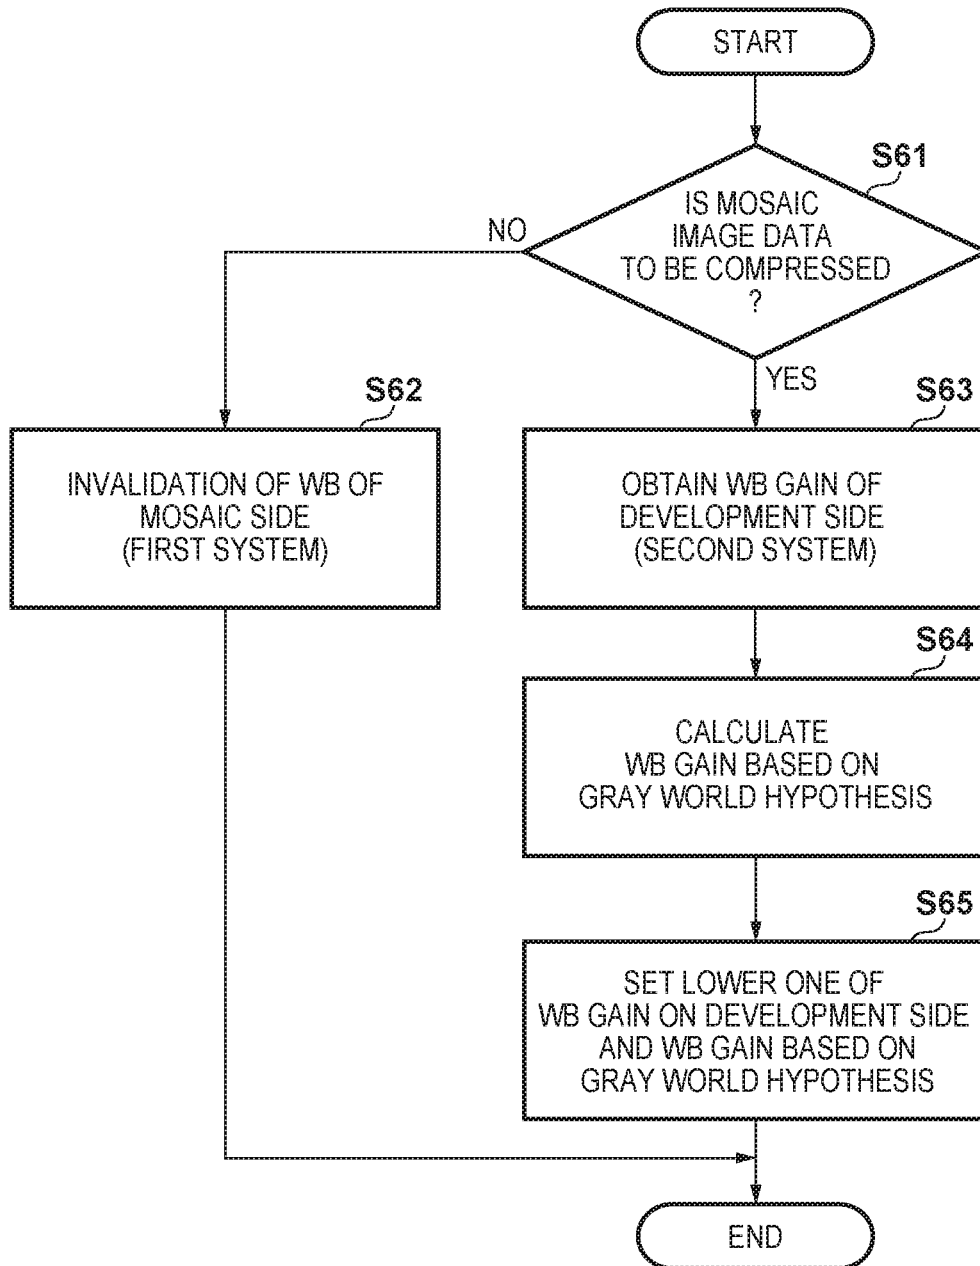 START
S61
IS MOSAIC
IMAGE DATA
TO BE COMPRESSED
?
NO
YES
S62
INVALIDATION OF WB OF
MOSAIC SIDE
(FIRST SYSTEM)
S63
OBTAIN WB GAIN OF
DEVELOPMENT SIDE
(SECOND SYSTEM)
S64
CALCULATE
WB GAIN BASED ON
GRAY WORLD HYPOTHESIS
S65
SET LOWER ONE OF
WB GAIN ON DEVELOPMENT SIDE
AND WB GAIN BASED ON
GRAY WORLD HYPOTHESIS
END